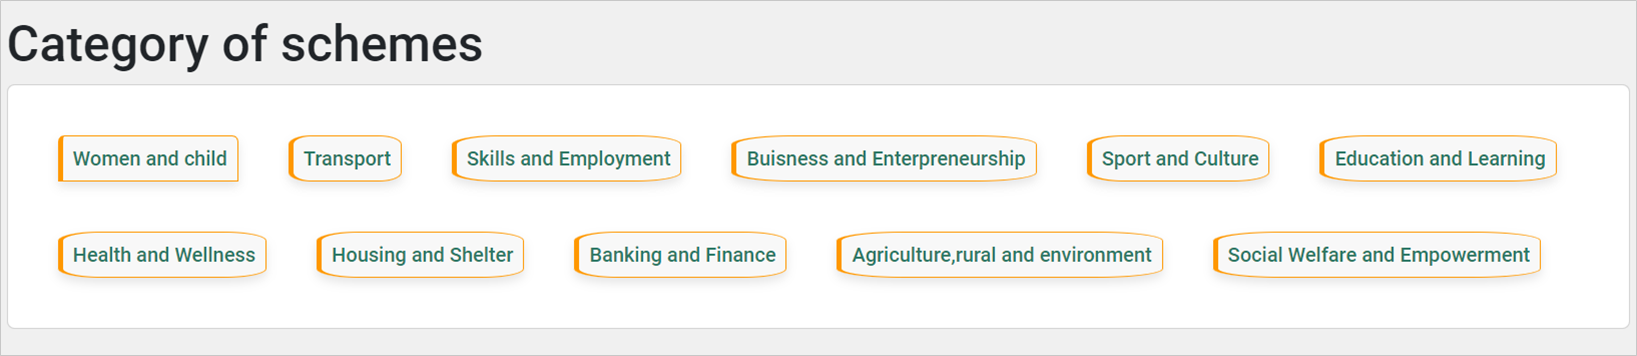 Category of schemes
Women and child Transport Skills and Employment Buisness and Enterpreneurship Sport and Culture Education and Learning
Health and Wellness Housing and Shelter Banking and Finance Agriculture,rural and environment Social Welfare and Empowerment